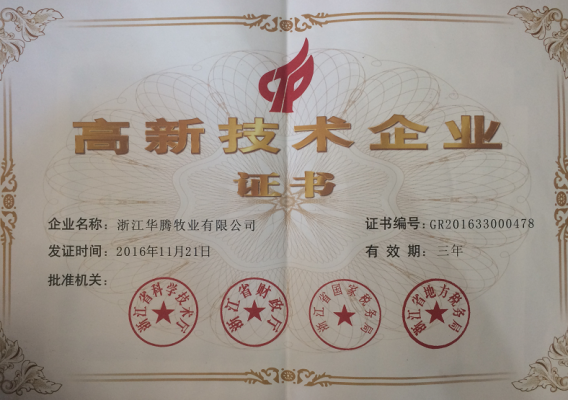 高新技术企业
证书
企业名称：浙江华腾牧业有限公司
证书编号：GR201633000478
发证时间：2016年11月21日
有效期：三年
批准机关：
浙江省科学技术厅
浙江省财政厅
浙江省国家税务局
浙江省地方税务局